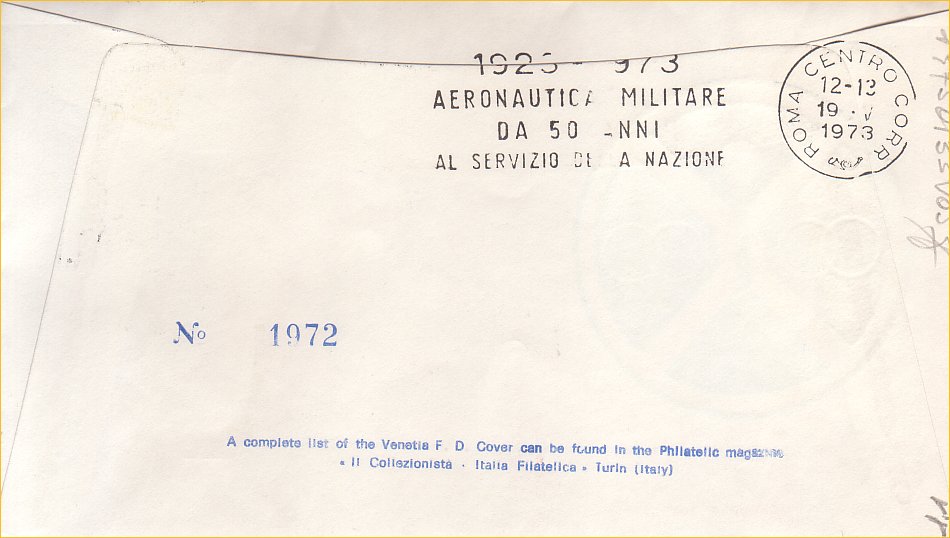 1923 - 973
AERONAUTICA MILITARE
DA 50 NNI
AL SERVIZIO DE A NAZIONE
ROMA CENTRO CORR
12-13
19 · V
1973
No 1972
A complete list of the Venetia F. D. Cover can be found in the Philatelic magazine
« Il Collezionista - Italia Filatelica » Turin (Italy)